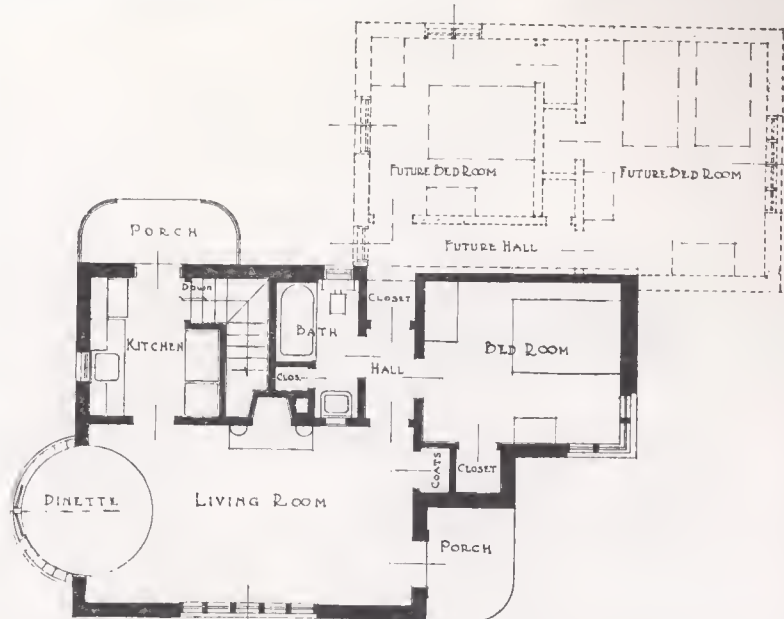 FUTURE BED ROOM
FUTURE BED ROOM
FUTURE HALL
PORCH
DOWN
CLOSET
BATH
KITCHEN
BED ROOM
HALL
CLOS.
COATS
CLOSET
DINETTE
LIVING ROOM
PORCH